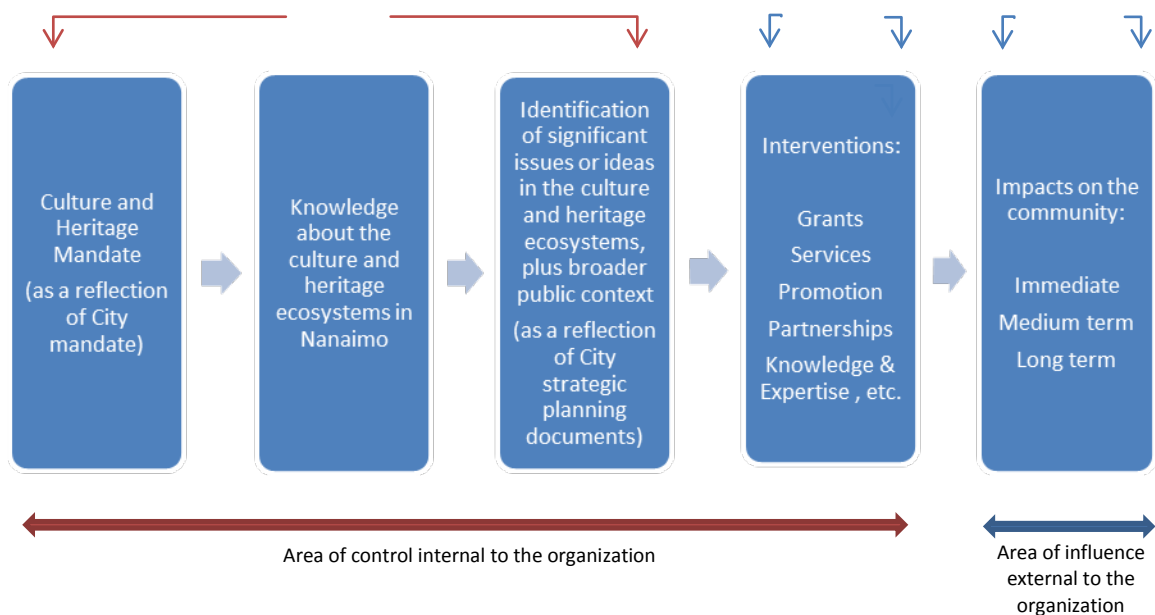 Culture and
Heritage
Mandate
(as a reflection
of City
mandate)
Knowledge
about the
culture and
heritage
ecosystems in
Nanaimo
Identification
of significant
issues or ideas
in the culture
and heritage
ecosystems,
plus broader
public context
(as a reflection
of City
strategic
planning
documents)
Interventions:
Grants
Services
Promotion
Partnerships
Knowledge &
Expertise , etc.
Impacts on the
community:
Immediate
Medium term
Long term
Area of control internal to the organization
Area of influence
external to the
organization